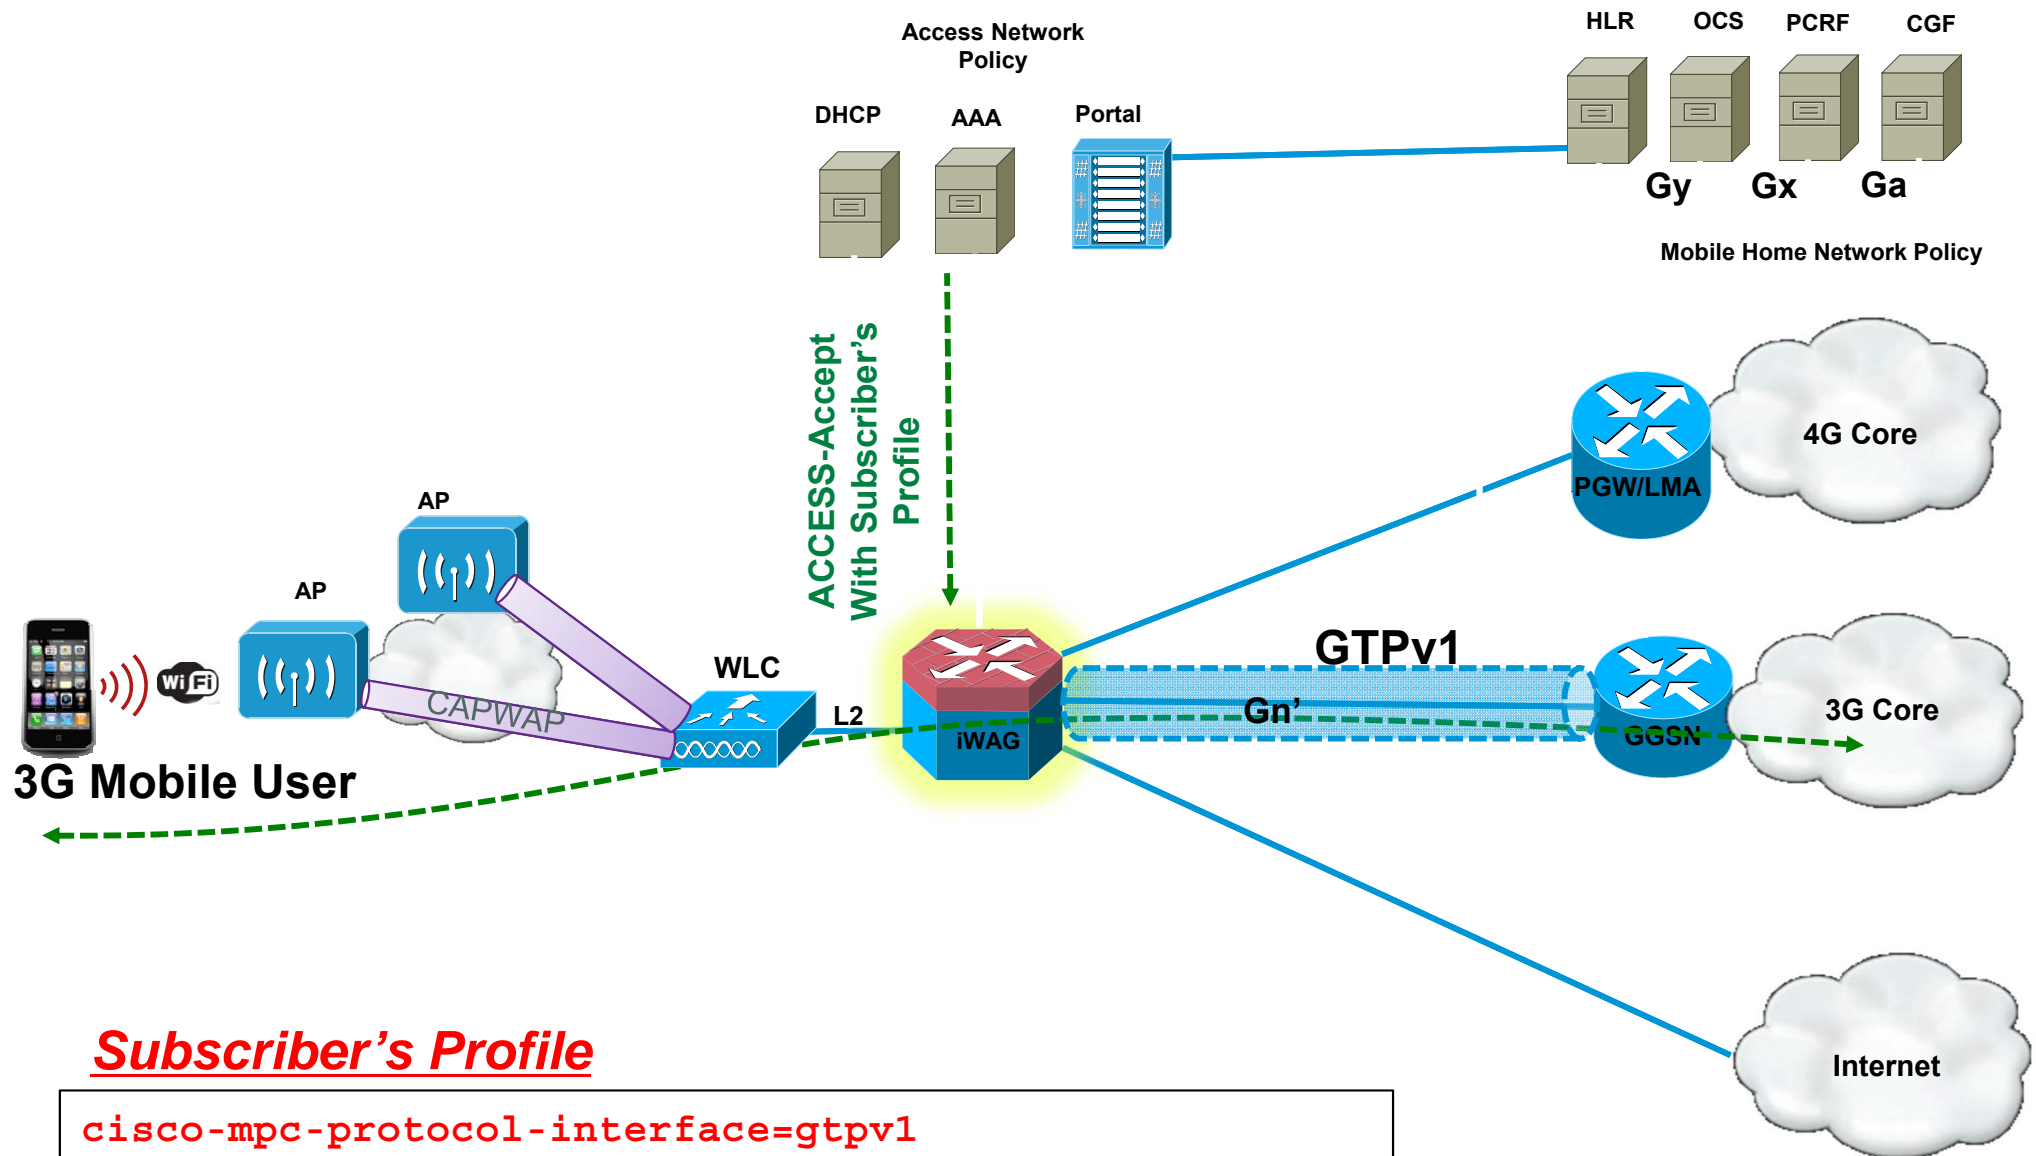 Access Network
Policy
HLR
OCS
PCRF
CGF
DHCP
AAA
Portal
Gy
Gx
Ga
Mobile Home Network Policy
ACCESS-Accept
With Subscriber’s
Profile
4G Core
PGW/LMA
AP
AP
Wi Fi
CAPWAP
WLC
L2
iWAG
GTPv1
Gn’
GGSN
3G Core
3G Mobile User
Internet
Subscriber’s Profile
cisco-mpc-protocol-interface=gtpv1